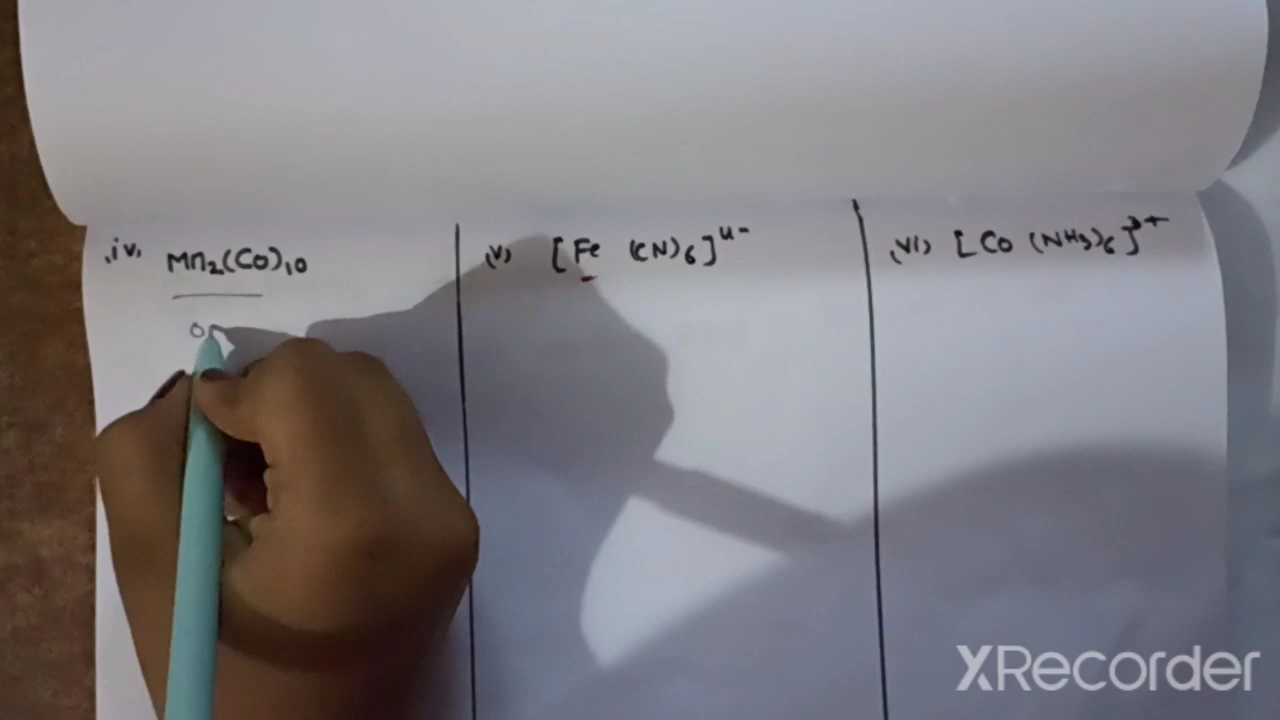 (iv) Mn₂(Co)₁₀
(v) [Fe (CN)₆]⁴⁻
(vi) [Co (NH₃)₆]³⁺
XRecorder